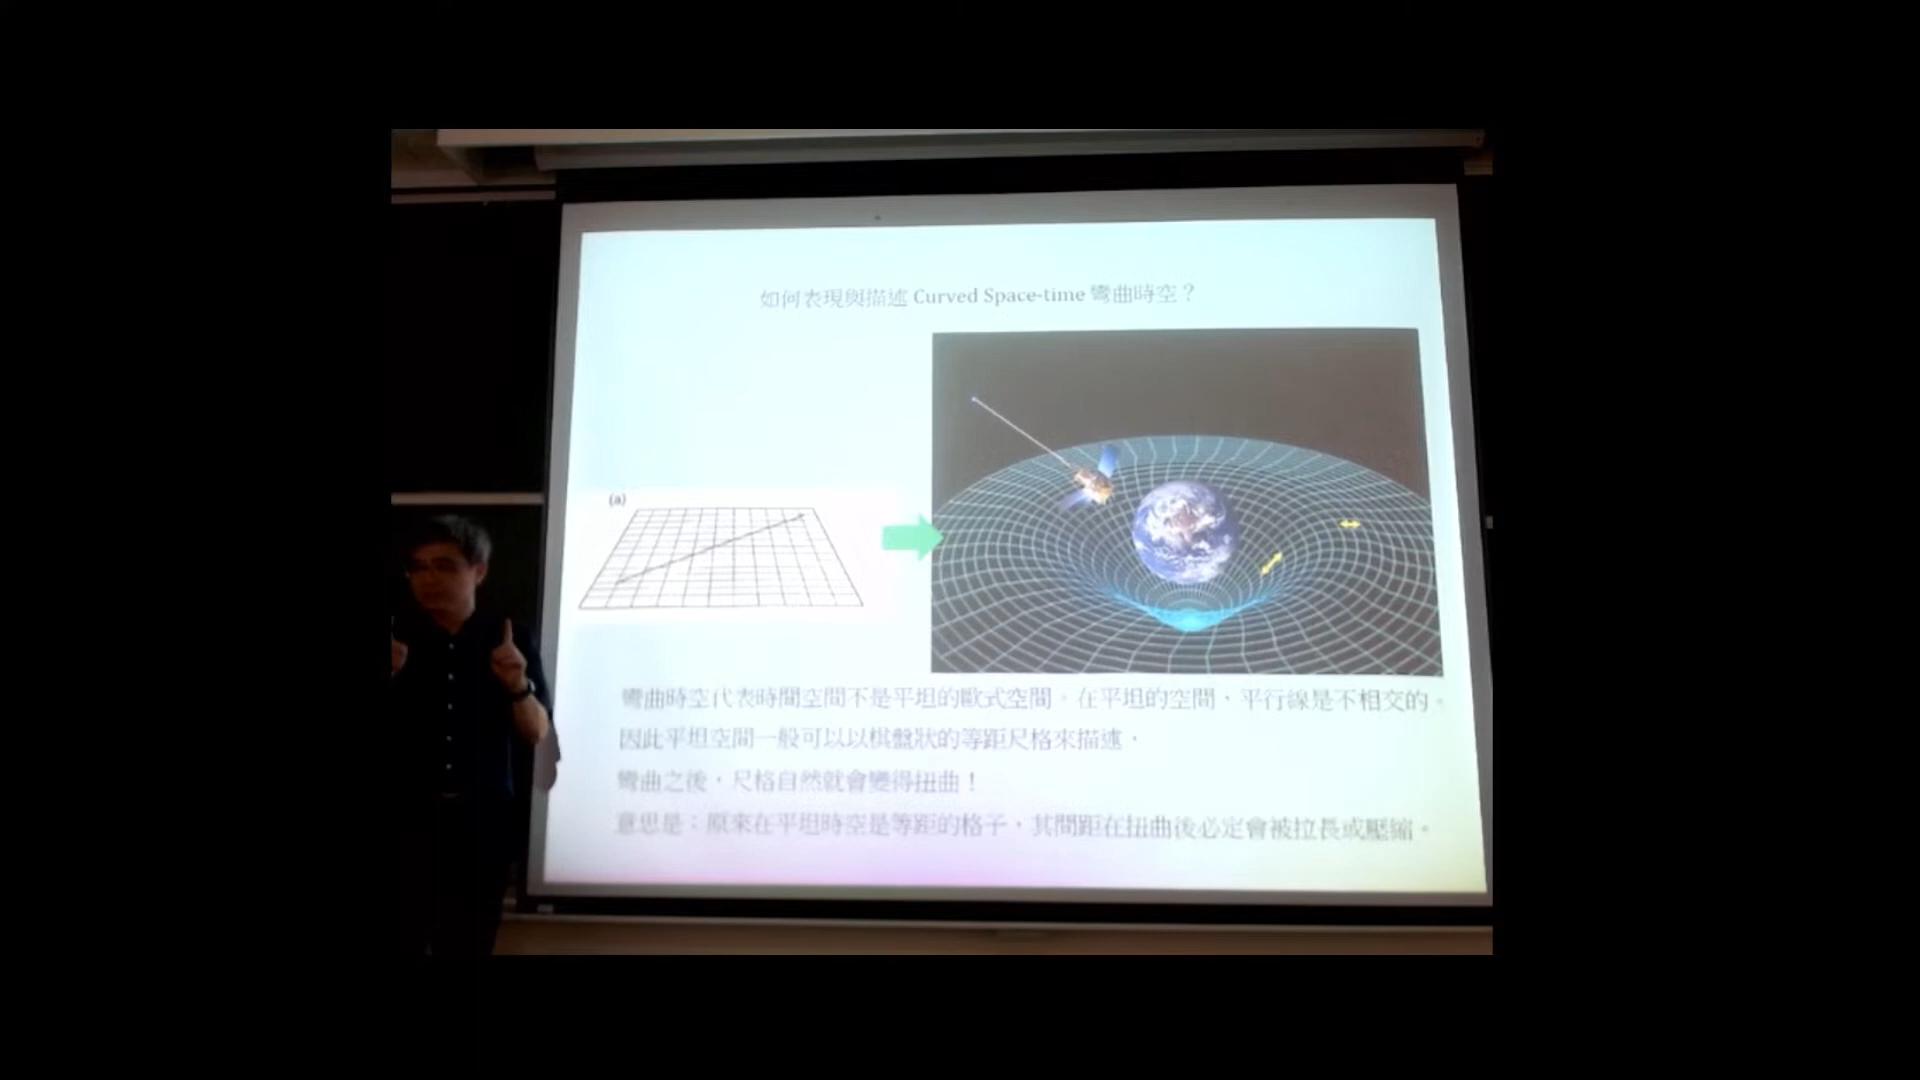 如何表現與描述 Curved Space-time 彎曲時空？
(a)
彎曲時空代表時間空間不是平坦的歐式空間。在平坦的空間、平行線是不相交的。
因此平坦空間一般可以以棋盤狀的等距尺格來描述，
彎曲之後，尺格自然就會變得扭曲！
意思是：原來在平坦時空是等距的格子，其間距在扭曲後必定會被拉長或壓縮。